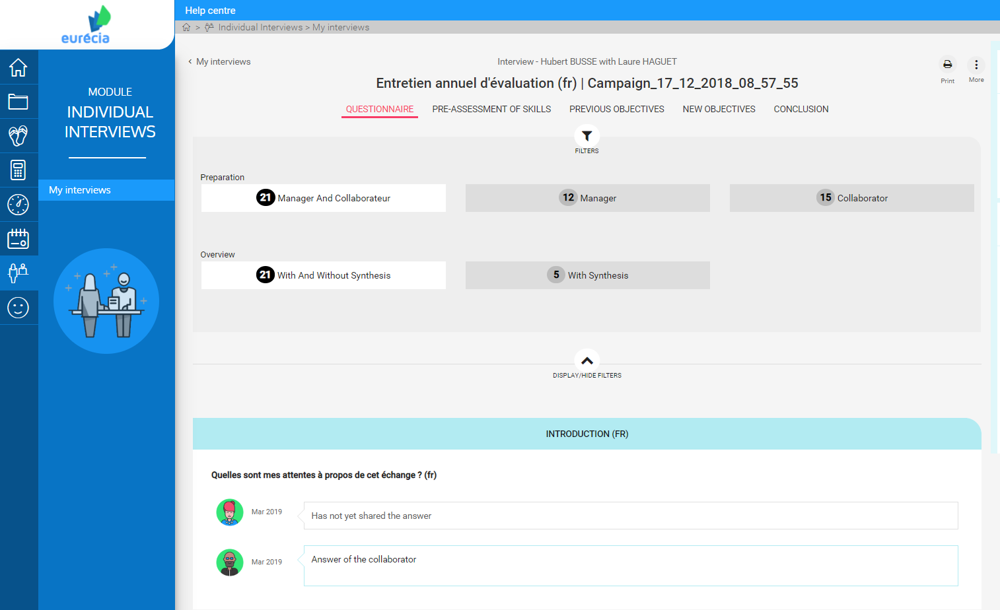 eurécia
Help centre
> Individual Interviews > My interviews
MODULE
INDIVIDUAL
INTERVIEWS
My interviews
‹ My interviews
Interview - Hubert BUSSE with Laure HAGUET
Print
More
Entretien annuel d'évaluation (fr) | Campaign_17_12_2018_08_57_55
QUESTIONNAIRE PRE-ASSESSMENT OF SKILLS PREVIOUS OBJECTIVES NEW OBJECTIVES CONCLUSION
FILTERS
Preparation
21 Manager And Collaborateur
12 Manager
15 Collaborator
Overview
21 With And Without Synthesis
5 With Synthesis
DISPLAY/HIDE FILTERS
INTRODUCTION (FR)
Quelles sont mes attentes à propos de cet échange ? (fr)
Mar 2019
Has not yet shared the answer
Mar 2019
Answer of the collaborator